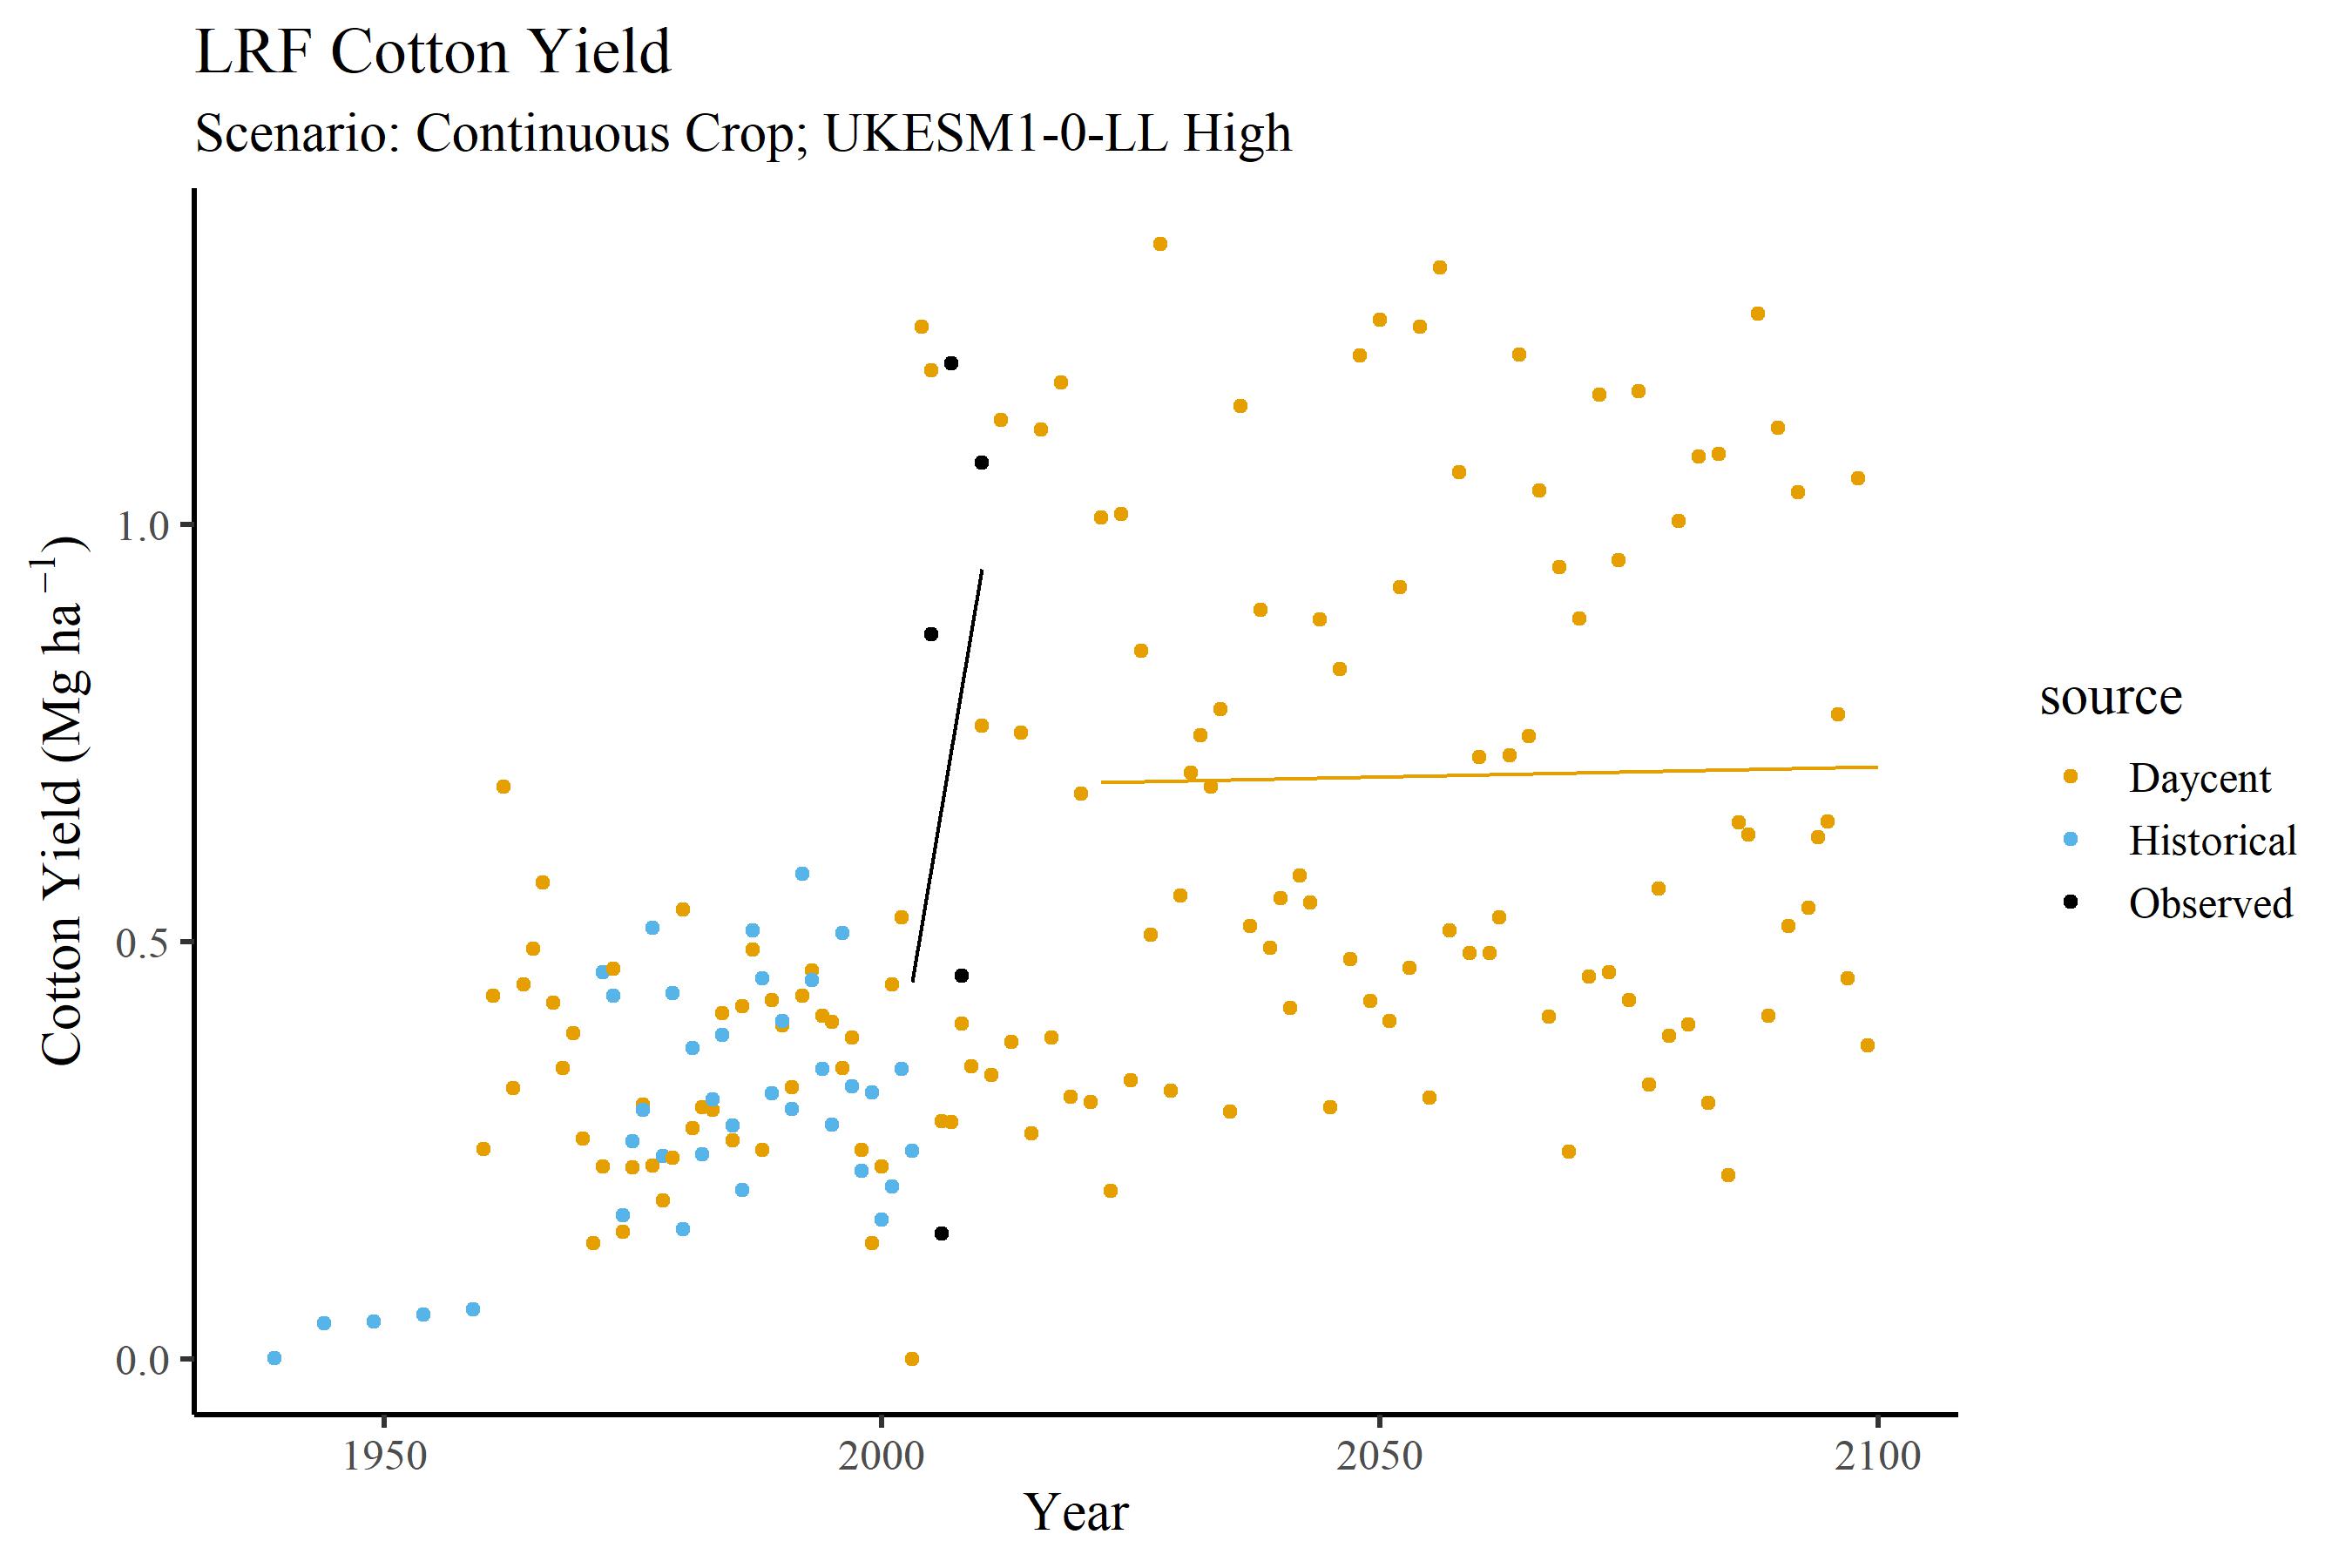 LRF Cotton Yield
Scenario: Continuous Crop; UKESM1-0-LL High
Cotton Yield (Mg ha⁻¹)
1.0
0.5
0.0
1950 2000 2050 2100
Year
source
Daycent
Historical
Observed